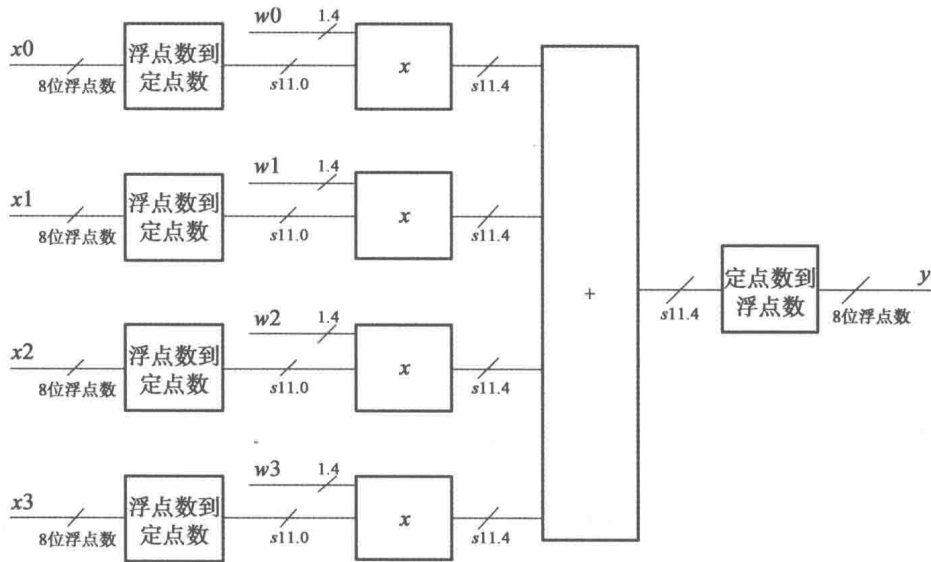 w0 1.4
x0
8位浮点数
浮点数到
定点数
s11.0
x
s11.4
w1 1.4
x1
8位浮点数
浮点数到
定点数
s11.0
x
s11.4
w2 1.4
x2
8位浮点数
浮点数到
定点数
s11.0
x
s11.4
w3 1.4
x3
8位浮点数
浮点数到
定点数
s11.0
x
s11.4
+
s11.4
定点数到
浮点数
8位浮点数
y